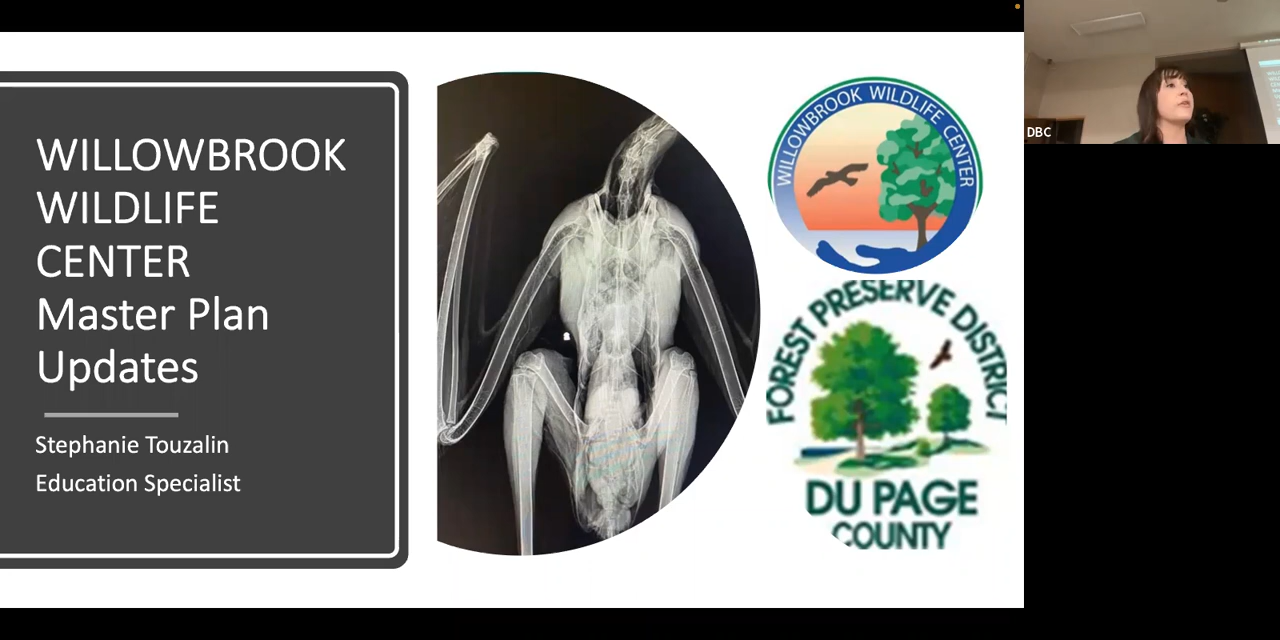 WILLOWBROOK
WILDLIFE
CENTER
Master Plan
Updates
Stephanie Touzalin
Education Specialist
WILLOWBROOK WILDLIFE CENTER
FOREST PRESERVE DISTRICT
DU PAGE
COUNTY
DBC